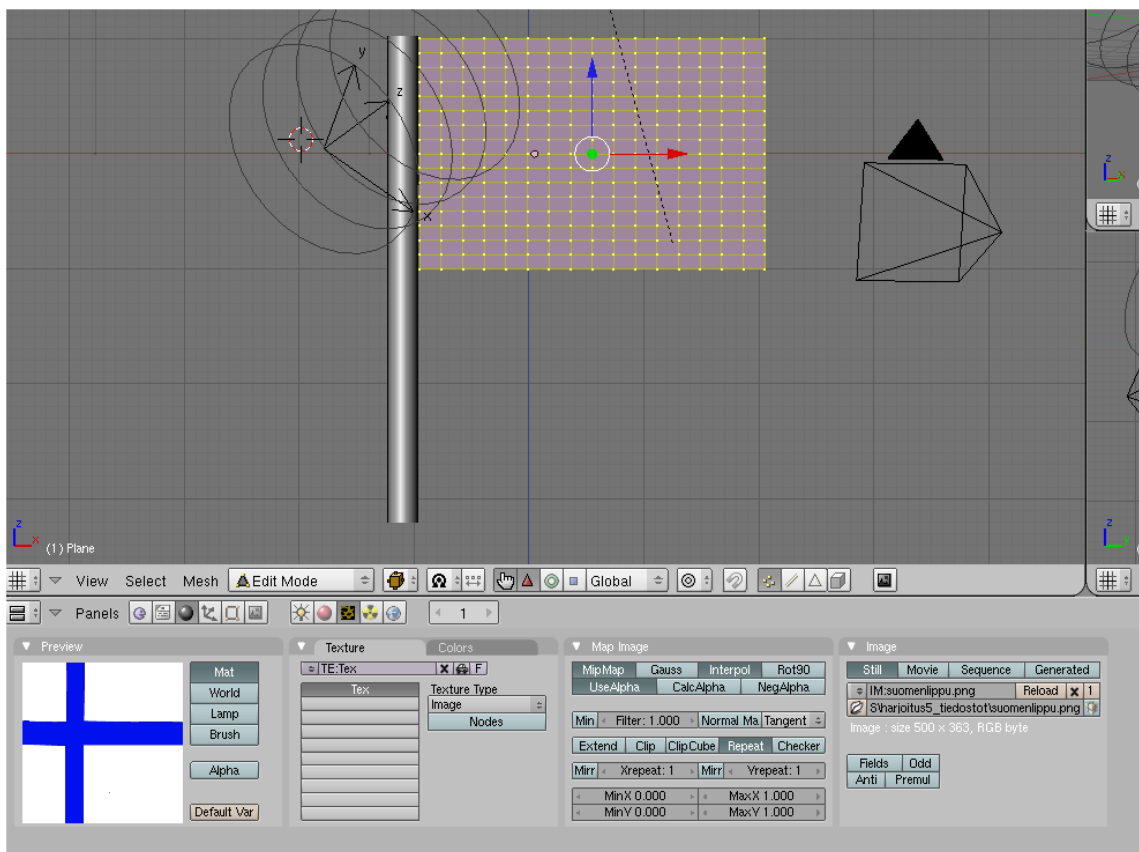 y
z
x
z
x
z
x
(1) Plane
z
y
View Select Mesh Edit Mode Global
Panels 1
Preview
Mat
World
Lamp
Brush
Alpha
Default Var
Texture Colors
TE:Tex F
Tex
Texture Type
Image
Nodes
Map Image
MipMap Gauss Interpol Rot90
UseAlpha CalcAlpha NegAlpha
Min Filter: 1.000 Normal Ma Tangent
Extend Clip ClipCube Repeat Checker
Mirr Xrepeat: 1 Mirr Yrepeat: 1
MinX 0.000 MaxX 1.000
MinY 0.000 MaxY 1.000
Image
Still Movie Sequence Generated
IM:suomenlippu.png Reload 1
S\harjoitus5_tiedostot\suomenlippu.png
Image : size 500 x 363, RGB byte
Fields Odd
Anti Premul